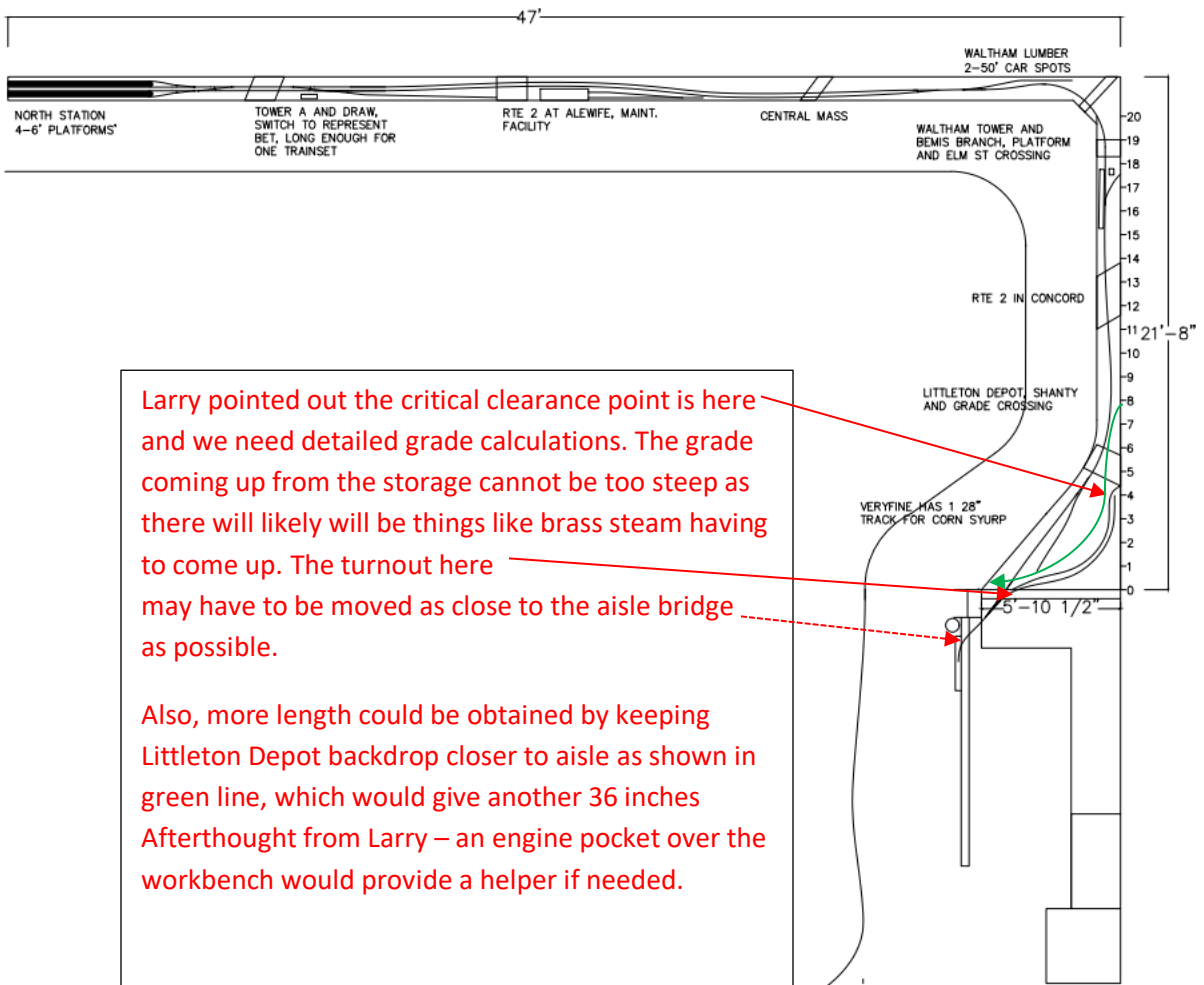 47'
WALTHAM LUMBER
2-50' CAR SPOTS
NORTH STATION
4-6' PLATFORMS'
TOWER A AND DRAW,
SWITCH TO REPRESENT
BET, LONG ENOUGH FOR
ONE TRAINSET
RTE 2 AT ALEWIFE, MAINT.
FACILITY
CENTRAL MASS
WALTHAM TOWER AND
BEMIS BRANCH, PLATFORM
AND ELM ST CROSSING
20
19
18
17
16
15
14
13
12
11
10
9
8
7
6
5
4
3
2
1
0
21'-8"
RTE 2 IN CONCORD
LITTLETON DEPOT, SHANTY
AND GRADE CROSSING
VERYFINE HAS 1 28"
TRACK FOR CORN SYURP
5'-10 1/2"
Larry pointed out the critical clearance point is here
and we need detailed grade calculations. The grade
coming up from the storage cannot be too steep as
there will likely will be things like brass steam having
to come up. The turnout here
may have to be moved as close to the aisle bridge
as possible.
Also, more length could be obtained by keeping
Littleton Depot backdrop closer to aisle as shown in
green line, which would give another 36 inches
Afterthought from Larry – an engine pocket over the
workbench would provide a helper if needed.